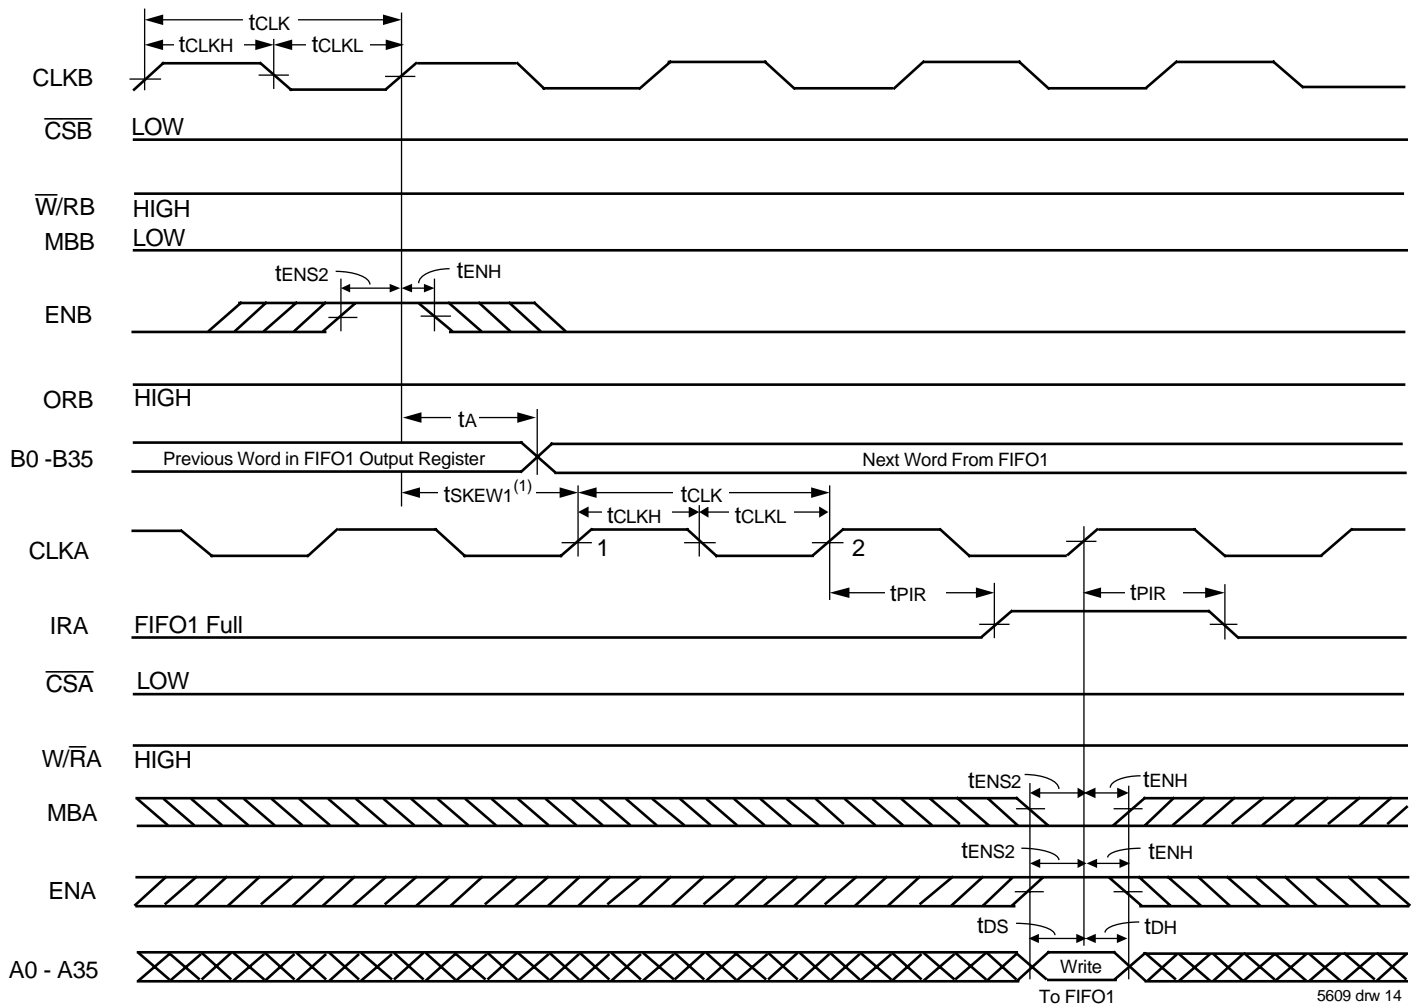 tCLK
tCLKH tCLKL
CLKB
CSB LOW
W/RB HIGH
MBB LOW
tENS2 tENH
ENB
ORB HIGH
tA
B0 -B35 Previous Word in FIFO1 Output Register Next Word From FIFO1
tSKEW1(1) tCLK
tCLKH tCLKL
CLKA 1 2
tPIR tPIR
IRA FIFO1 Full
CSA LOW
W/RA HIGH
tENS2 tENH
MBA
tENS2 tENH
ENA
tDS tDH
A0 - A35 Write
To FIFO1 5609 drw 14